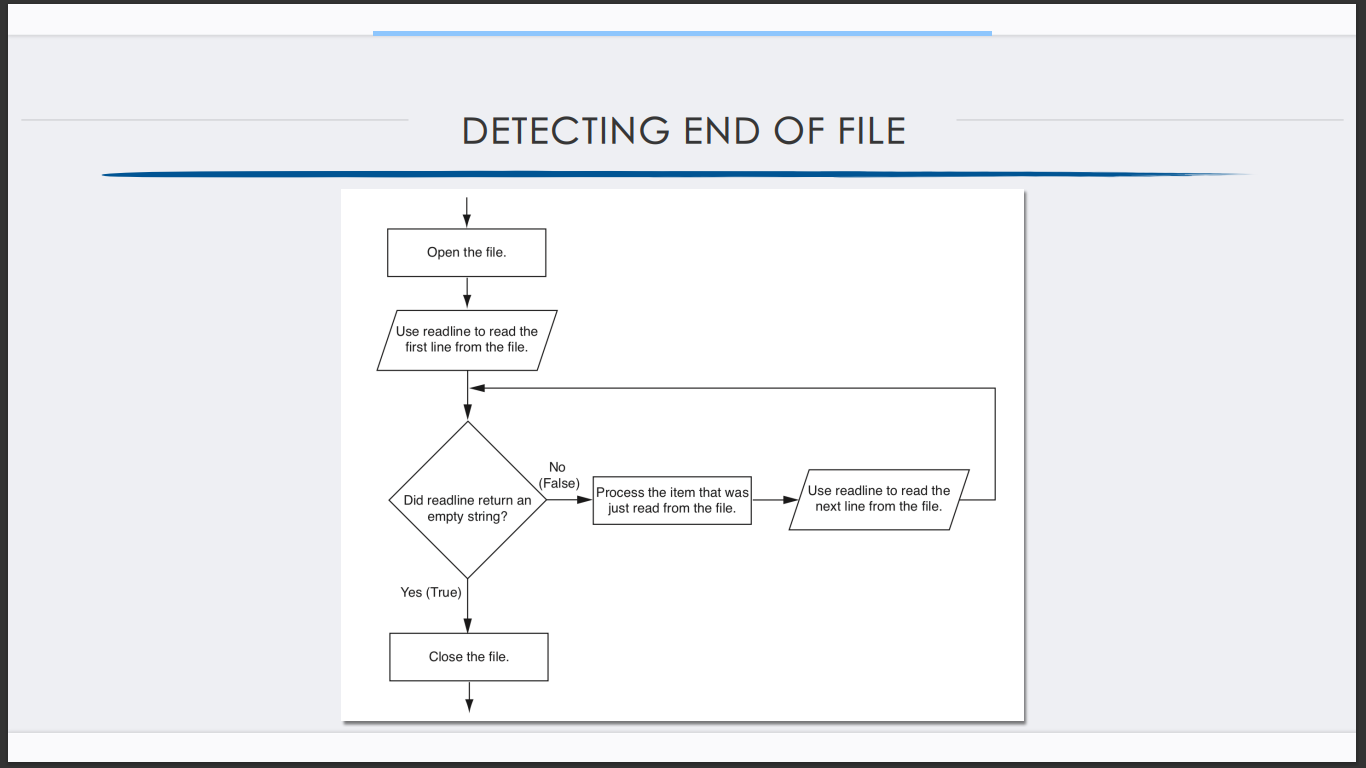 DETECTING END OF FILE
Open the file.
Use readline to read the
first line from the file.
Did readline return an
empty string?
No
(False)
Process the item that was
just read from the file.
Use readline to read the
next line from the file.
Yes (True)
Close the file.